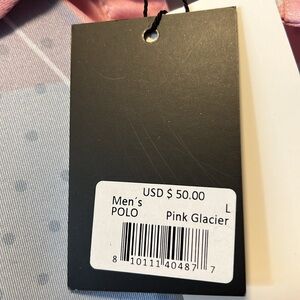 USD $ 50.00
Men´s L
POLO Pink Glacier
8 10111 40487 7